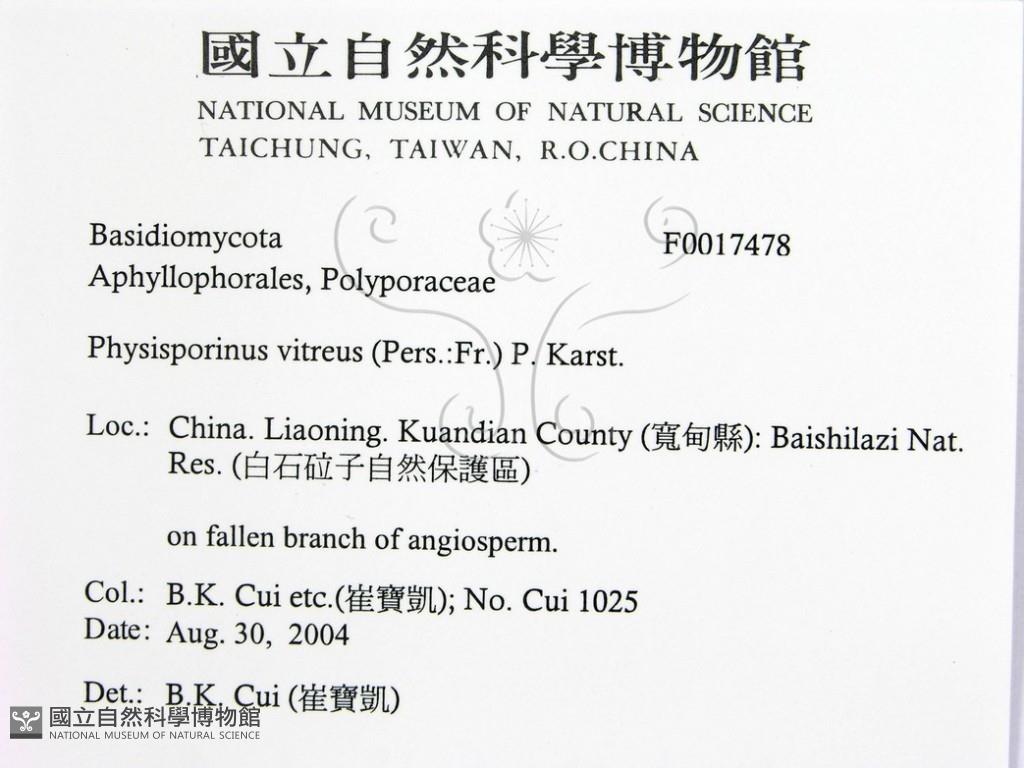 國立自然科學博物館
NATIONAL MUSEUM OF NATURAL SCIENCE
TAICHUNG, TAIWAN, R.O.CHINA
Basidiomycota F0017478
Aphyllophorales, Polyporaceae
Physisporinus vitreus (Pers.:Fr.) P. Karst.
Loc.: China. Liaoning. Kuandian County (寬甸縣): Baishilazi Nat.
Res. (白石砬子自然保護區)
on fallen branch of angiosperm.
Col.: B.K. Cui etc.(崔寶凱); No. Cui 1025
Date: Aug. 30, 2004
Det.: B.K. Cui (崔寶凱)
國立自然科學博物館
NATIONAL MUSEUM OF NATURAL SCIENCE